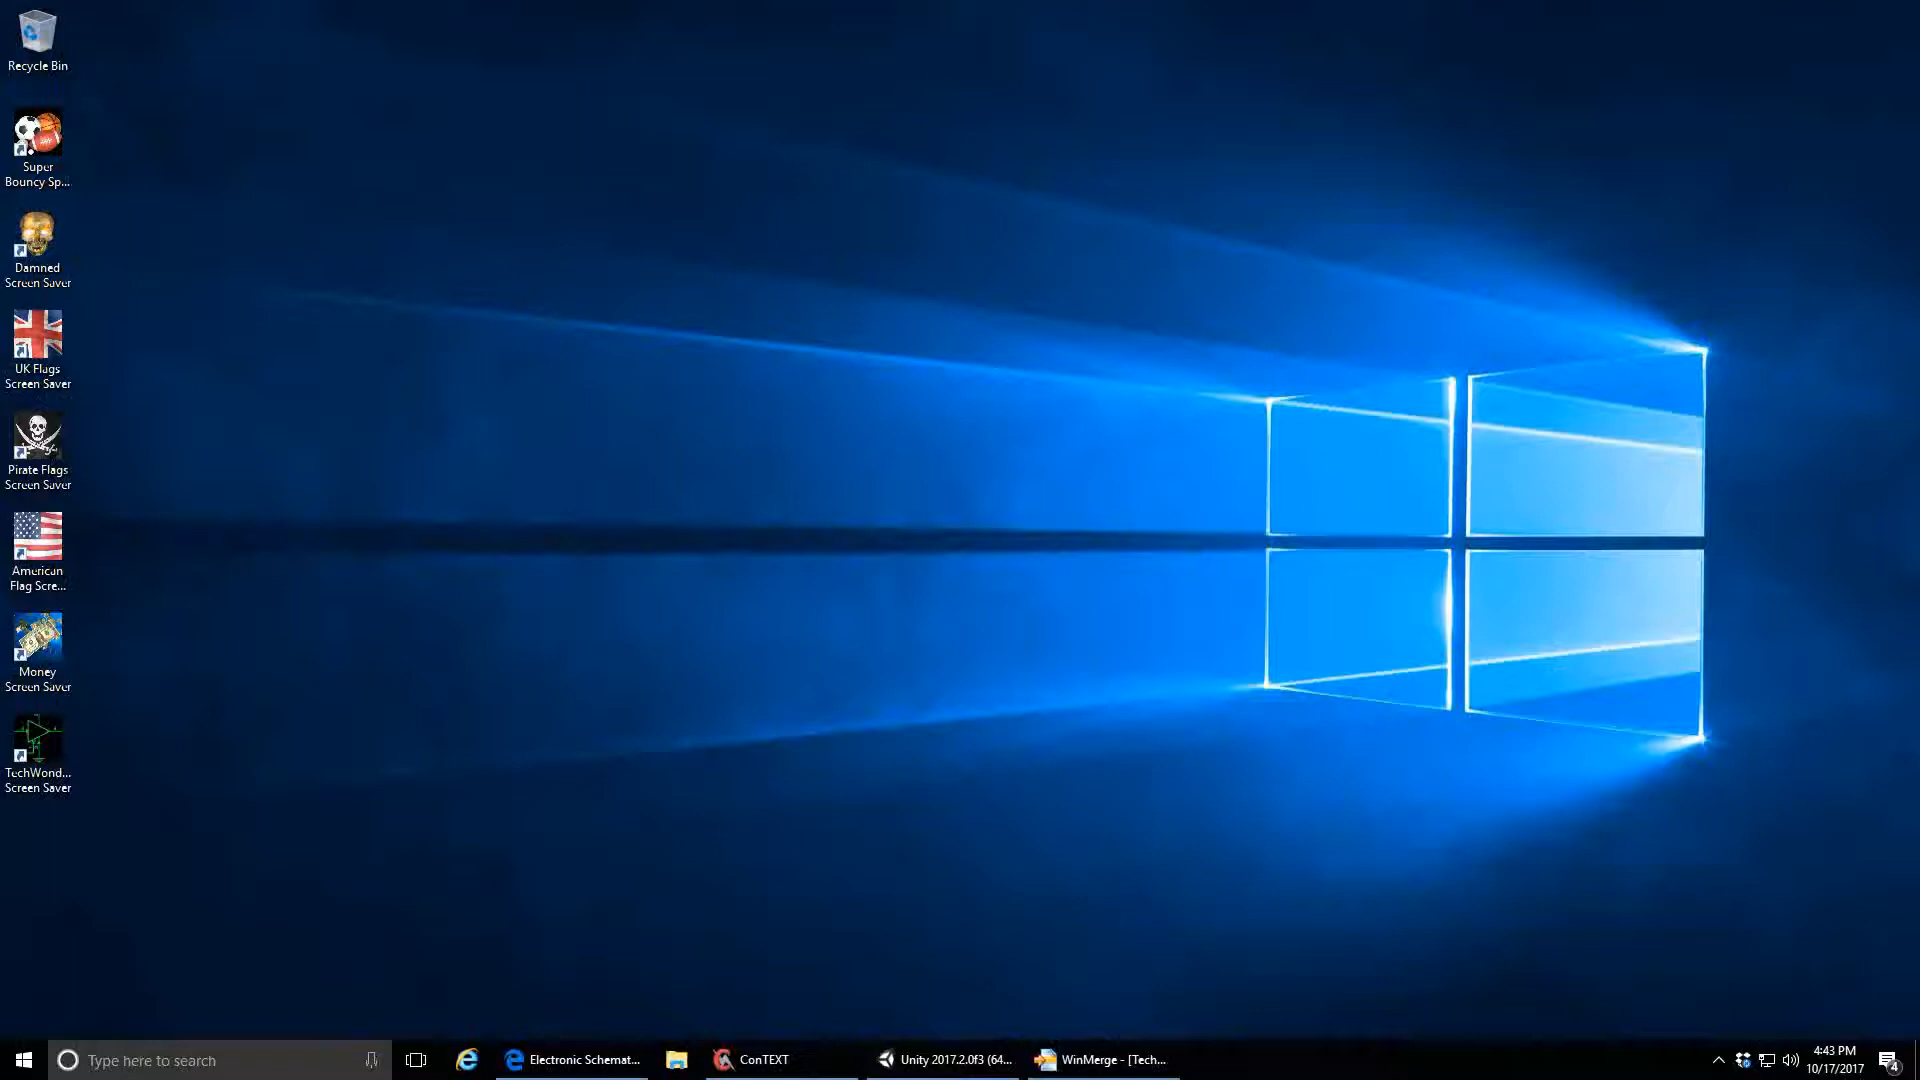 Recycle Bin
Super
Bouncy Sp...
Damned
Screen Saver
UK Flags
Screen Saver
Pirate Flags
Screen Saver
American
Flag Scre...
Money
Screen Saver
TechWond...
Screen Saver
Type here to search
Electronic Schemat...
ConTEXT
Unity 2017.2.0f3 (64...
WinMerge - [Tech...
4:43 PM
10/17/2017
4